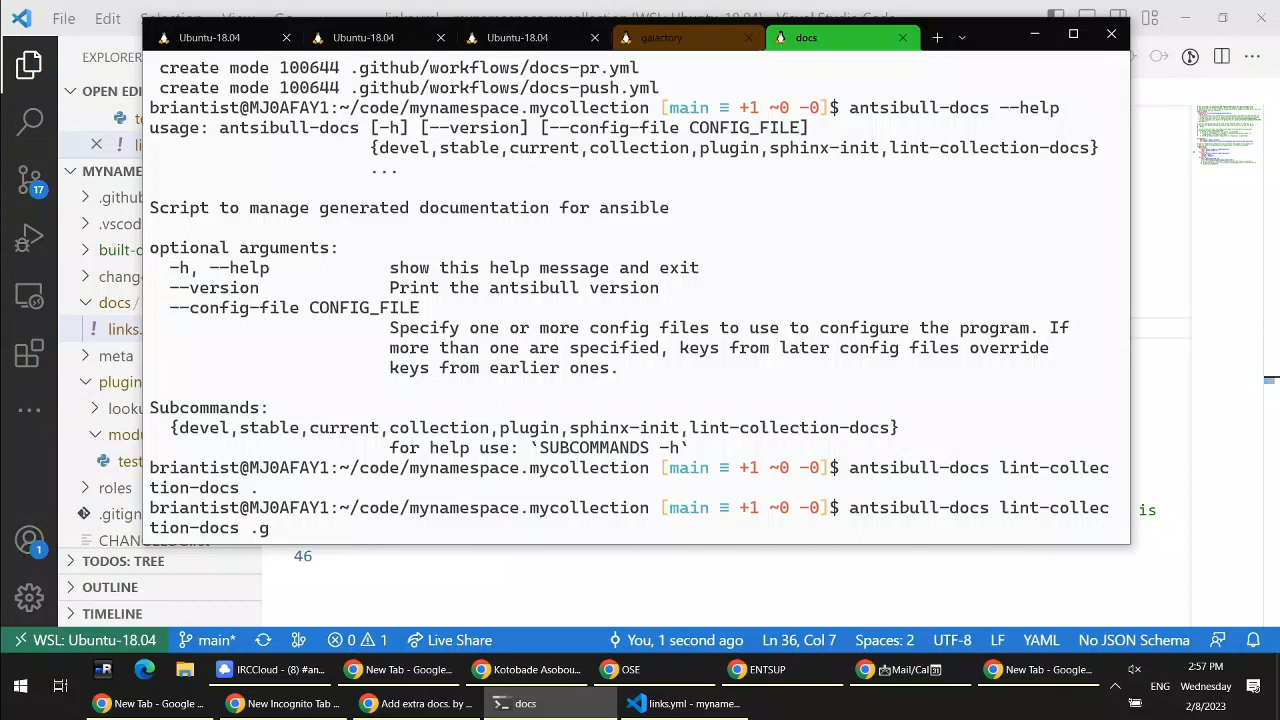 File
Edit
Selection
Ubuntu-18.04
Ubuntu-18.04
Ubuntu-18.04
galactory
docs
EXPLORER
OPEN EDI
MYNAME
.github
.vscod
built-d
change
docs/
links.
meta
plugin
looku
modu
test
roles
.gitign
TODOS: TREE
OUTLINE
TIMELINE
17
1
create mode 100644 .github/workflows/docs-pr.yml
create mode 100644 .github/workflows/docs-push.yml
briantist@MJ0AFAY1:~/code/mynamespace.mycollection [main ≡ +1 ~0 -0]$ antsibull-docs --help
usage: antsibull-docs [-h] [--version] [--config-file CONFIG_FILE]
{devel,stable,current,collection,plugin,sphinx-init,lint-collection-docs}
...
Script to manage generated documentation for ansible
optional arguments:
-h, --help show this help message and exit
--version Print the antsibull version
--config-file CONFIG_FILE
Specify one or more config files to use to configure the program. If
more than one are specified, keys from later config files override
keys from earlier ones.
Subcommands:
{devel,stable,current,collection,plugin,sphinx-init,lint-collection-docs}
for help use: `SUBCOMMANDS -h`
briantist@MJ0AFAY1:~/code/mynamespace.mycollection [main ≡ +1 ~0 -0]$ antsibull-docs lint-collec
tion-docs .
briantist@MJ0AFAY1:~/code/mynamespace.mycollection [main ≡ +1 ~0 -0]$ antsibull-docs lint-collec
tion-docs .g
is
46
WSL: Ubuntu-18.04 main* 0 1 Live Share You, 1 second ago Ln 36, Col 7 Spaces: 2 UTF-8 LF YAML No JSON Schema
IRCCloud - (8) #an... New Tab - Google... Kotobade Asobou... OSE ENTSUP Mail/Cal New Tab - Google...
New Tab - Google ... New Incognito Tab ... Add extra docs. by ... docs links.yml - myname...
2:57 PM
ENG Wednesday
2/8/2023